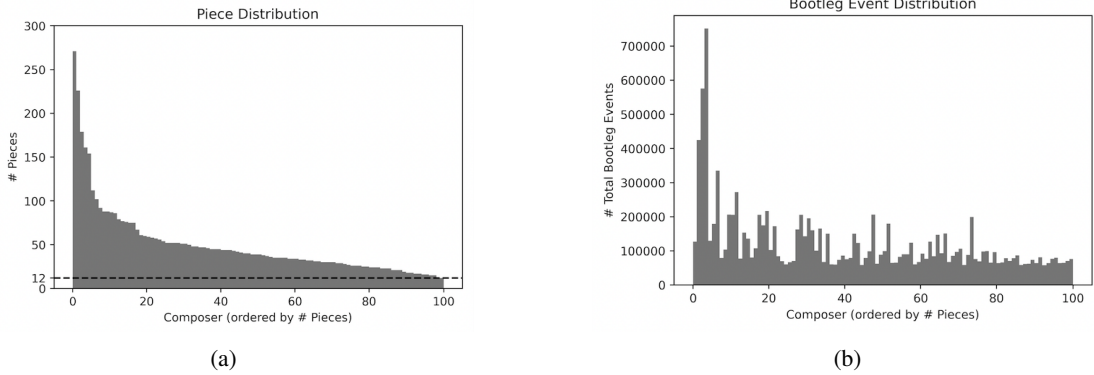 Piece Distribution
300
250
200
150
100
50
12
0
# Pieces
0 20 40 60 80 100
Composer (ordered by # Pieces)
(a)
Bootleg Event Distribution
700000
600000
500000
400000
300000
200000
100000
0
# Total Bootleg Events
0 20 40 60 80 100
Composer (ordered by # Pieces)
(b)